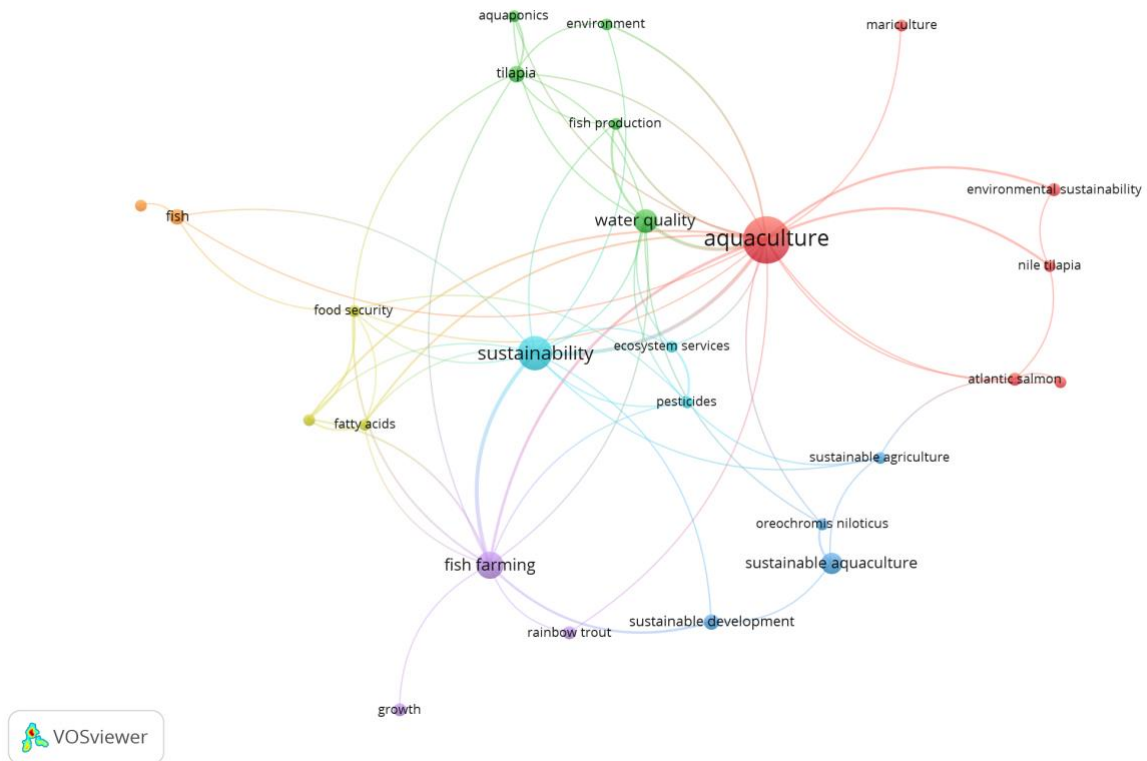 aquaponics
environment
mariculture
tilapia
fish production
environmental sustainability
fish
water quality
aquaculture
nile tilapia
food security
sustainability
ecosystem services
atlantic salmon
pesticides
fatty acids
sustainable agriculture
oreochromis niloticus
fish farming
sustainable aquaculture
sustainable development
rainbow trout
growth
VOSviewer